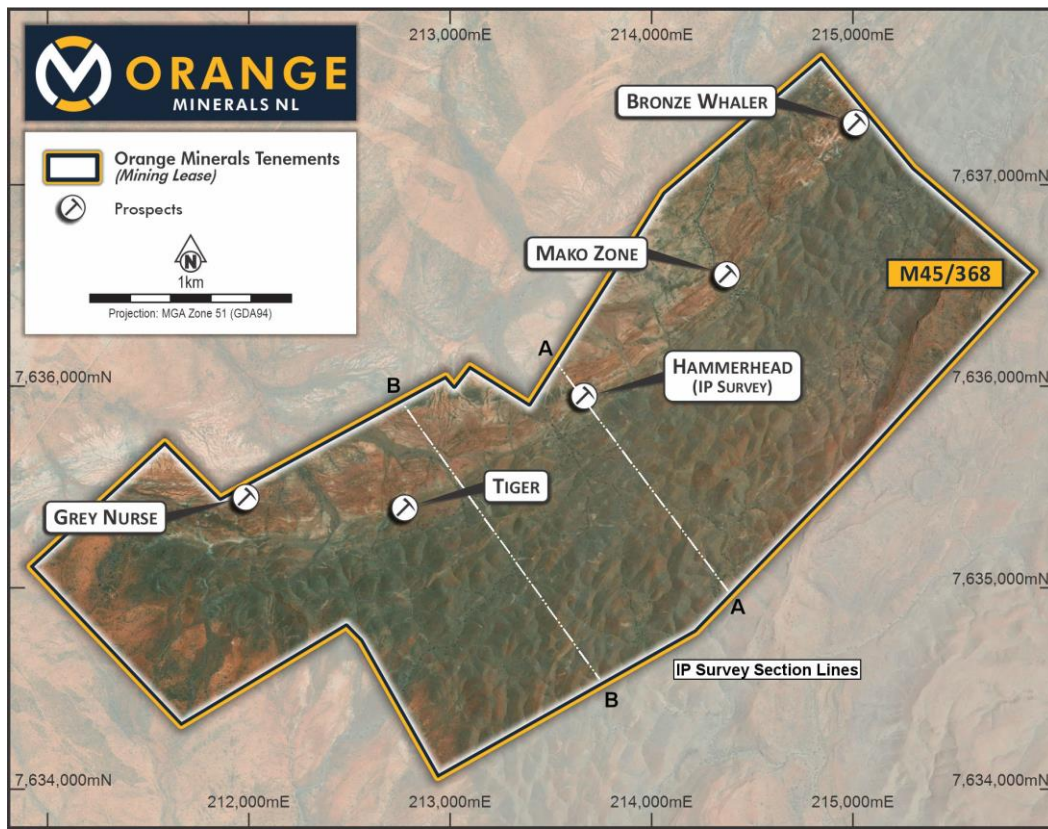 ORANGE
MINERALS NL
Orange Minerals Tenements
(Mining Lease)
Prospects
N
1km
Projection: MGA Zone 51 (GDA94)
213,000mE
214,000mE
215,000mE
BRONZE WHALER
7,637,000mN
MAKO ZONE
M45/368
A
7,636,000mN
B
HAMMERHEAD
(IP SURVEY)
7,636,000mN
TIGER
GREY NURSE
A
7,635,000mN
IP Survey Section Lines
B
7,634,000mN
7,634,000mN
212,000mE
213,000mE
214,000mE
215,000mE